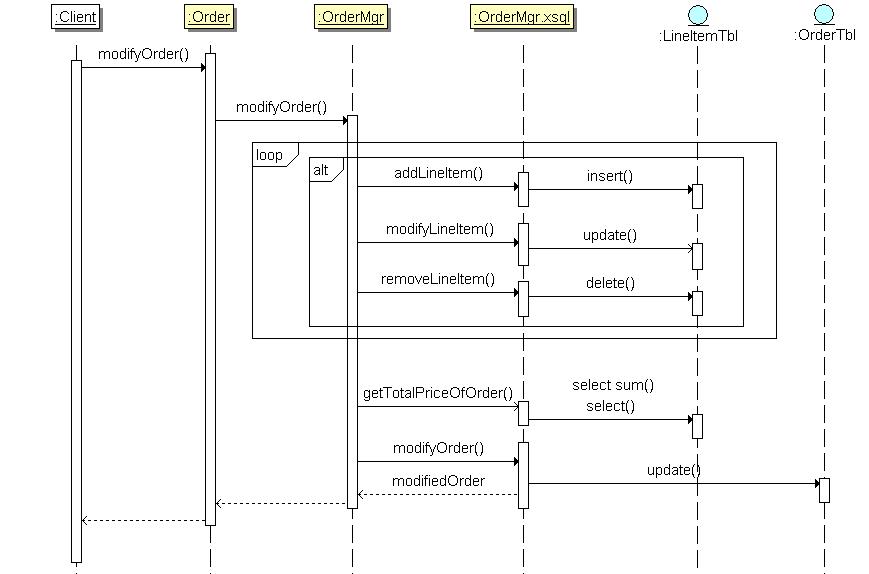 :Client
:Order
:OrderMgr
:OrderMgr.xsql
:LineItemTbl
:OrderTbl
modifyOrder()
modifyOrder()
loop
alt
addLineItem()
insert()
modifyLineItem()
update()
removeLineItem()
delete()
select sum()
getTotalPriceOfOrder()
select()
modifyOrder()
update()
modifiedOrder